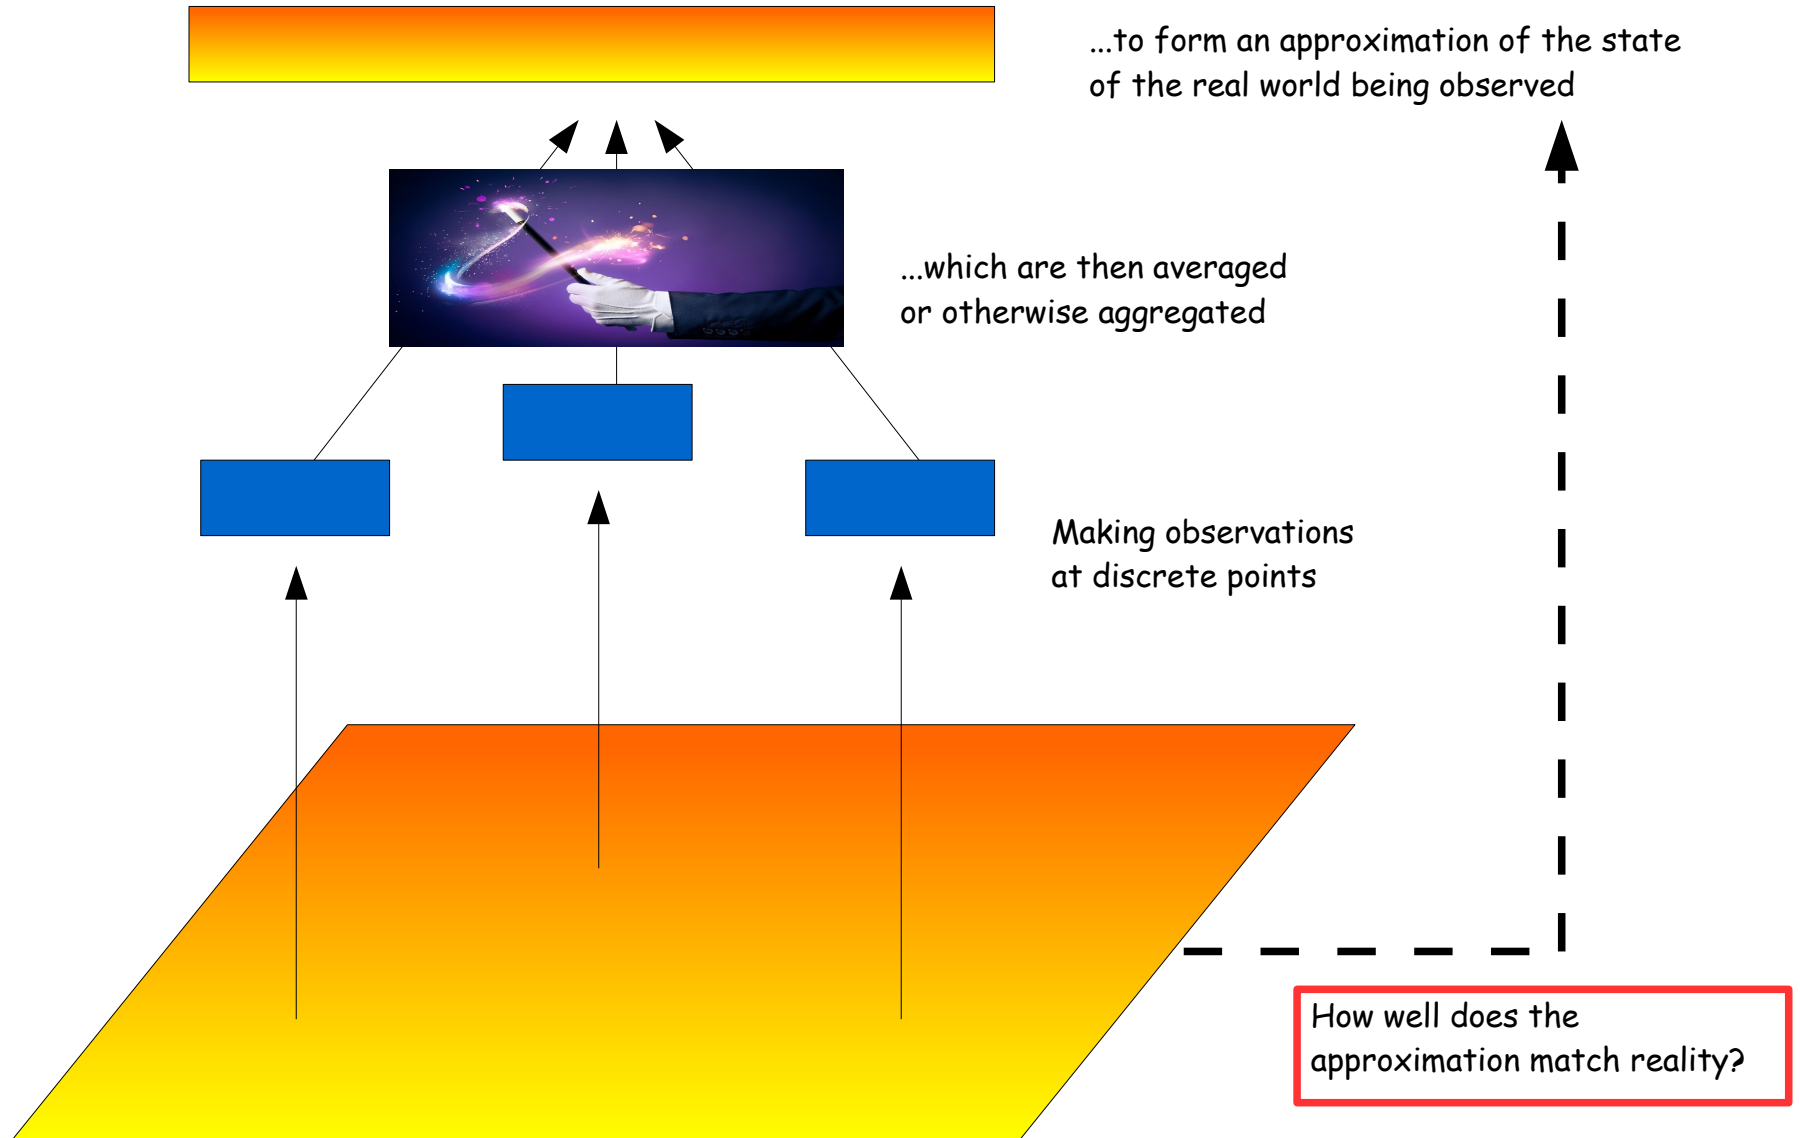 ...to form an approximation of the state
of the real world being observed
...which are then averaged
or otherwise aggregated
Making observations
at discrete points
How well does the
approximation match reality?